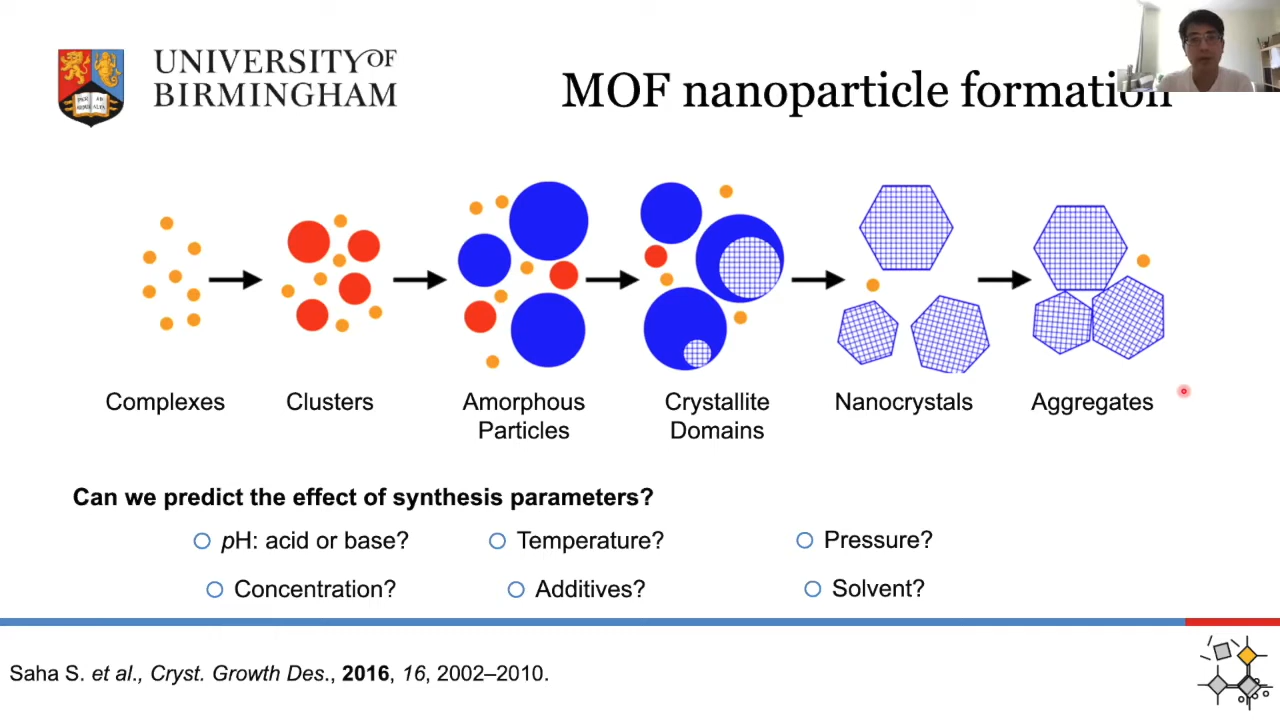 UNIVERSITY OF
BIRMINGHAM
MOF nanoparticle formation
Complexes
Clusters
Amorphous
Particles
Crystallite
Domains
Nanocrystals
Aggregates
Can we predict the effect of synthesis parameters?
pH: acid or base?
Temperature?
Pressure?
Concentration?
Additives?
Solvent?
Saha S. et al., Cryst. Growth Des., 2016, 16, 2002–2010.